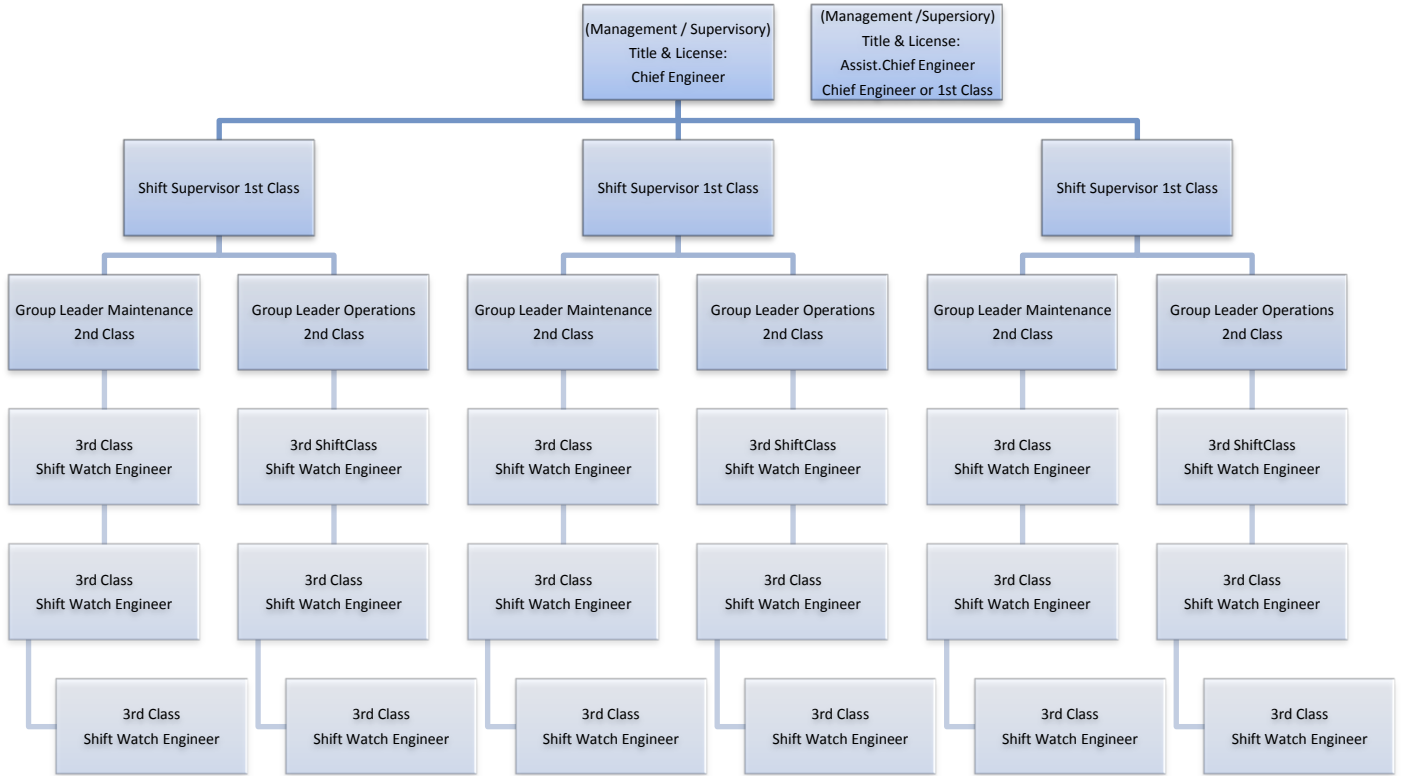 (Management / Supervisory)
Title & License:
Chief Engineer
(Management /Supersiory)
Title & License:
Assist.Chief Engineer
Chief Engineer or 1st Class
Shift Supervisor 1st Class
Shift Supervisor 1st Class
Shift Supervisor 1st Class
Group Leader Maintenance
2nd Class
Group Leader Operations
2nd Class
Group Leader Maintenance
2nd Class
Group Leader Operations
2nd Class
Group Leader Maintenance
2nd Class
Group Leader Operations
2nd Class
3rd Class
Shift Watch Engineer
3rd ShiftClass
Shift Watch Engineer
3rd Class
Shift Watch Engineer
3rd ShiftClass
Shift Watch Engineer
3rd Class
Shift Watch Engineer
3rd ShiftClass
Shift Watch Engineer
3rd Class
Shift Watch Engineer
3rd Class
Shift Watch Engineer
3rd Class
Shift Watch Engineer
3rd Class
Shift Watch Engineer
3rd Class
Shift Watch Engineer
3rd Class
Shift Watch Engineer
3rd Class
Shift Watch Engineer
3rd Class
Shift Watch Engineer
3rd Class
Shift Watch Engineer
3rd Class
Shift Watch Engineer
3rd Class
Shift Watch Engineer
3rd Class
Shift Watch Engineer